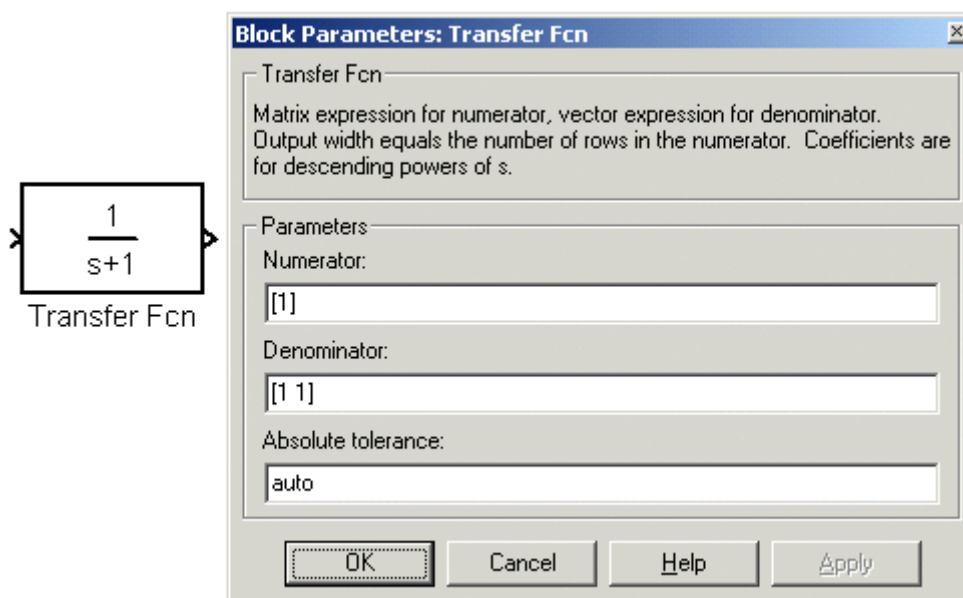 Block Parameters: Transfer Fcn
Transfer Fcn
Matrix expression for numerator, vector expression for denominator.
Output width equals the number of rows in the numerator. Coefficients are
for descending powers of s.
1
s+1
Transfer Fcn
Parameters
Numerator:
[1]
Denominator:
[1 1]
Absolute tolerance:
auto
OK
Cancel
Help
Apply